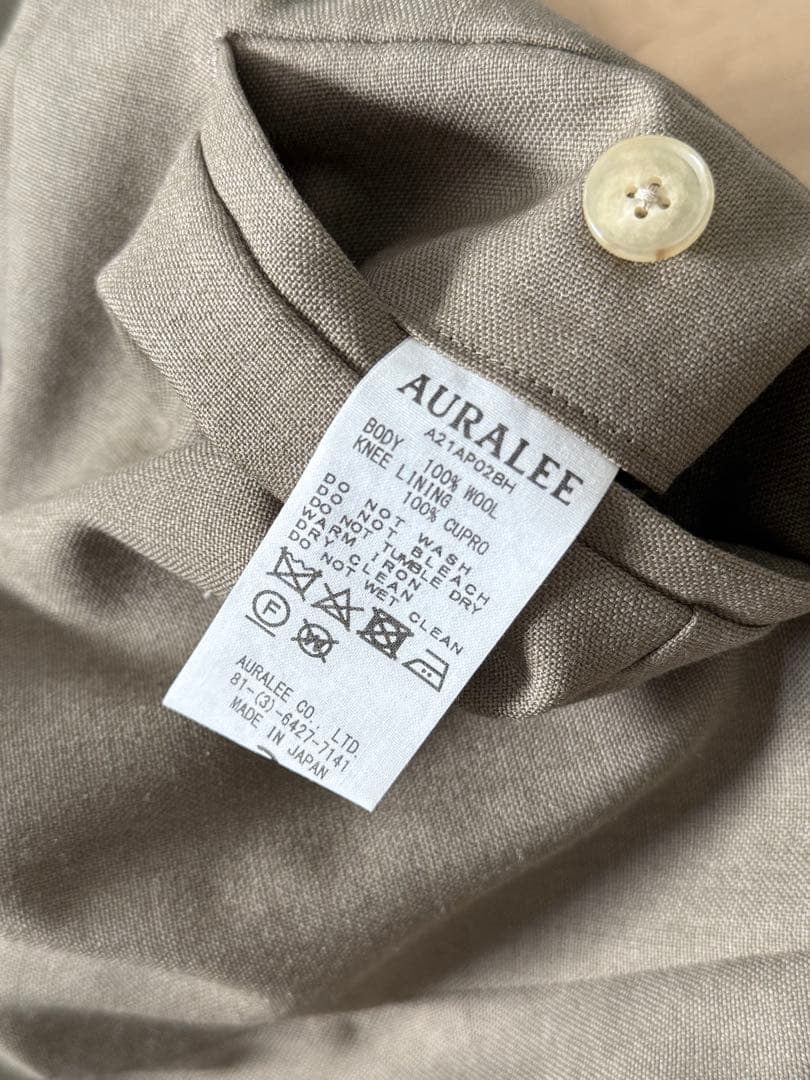 AURALEE
A21AP02BH
BODY 100% WOOL
KNEE LINING
100% CUPRO
DO NOT WASH
DO NOT BLEACH
DO NOT TUMBLE DRY
WARM IRON
DRY CLEAN
DO NOT WET CLEAN
F
W
AURALEE CO., LTD.
81-(3)-6427-7141
MADE IN JAPAN